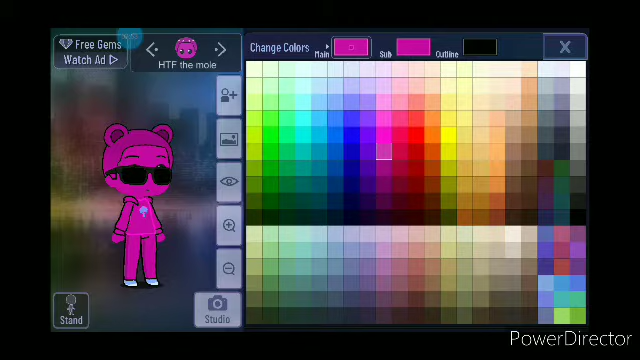 Free Gems
Watch Ad
HTF the mole
Change Colors
Main
Sub
Outline
X
Stand
Studio
PowerDirector